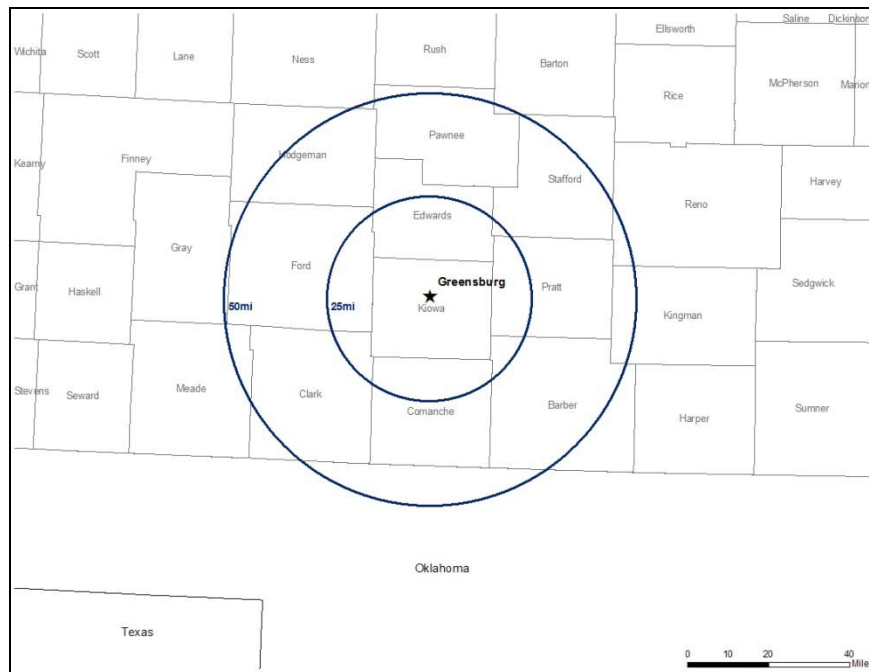 Saline
Dickinson
Ellsworth
Wichita
Scott
Lane
Ness
Rush
Barton
McPherson
Marion
Rice
Pawnee
Kearny
Finney
Hodgeman
Stafford
Harvey
Reno
Edwards
Gray
Ford
Greensburg
Sedgwick
Grant
Haskell
Pratt
50mi
25mi
Kiowa
Kingman
Stevens
Seward
Meade
Clark
Comanche
Barber
Harper
Sumner
Oklahoma
Texas
0 10 20 40
Mile